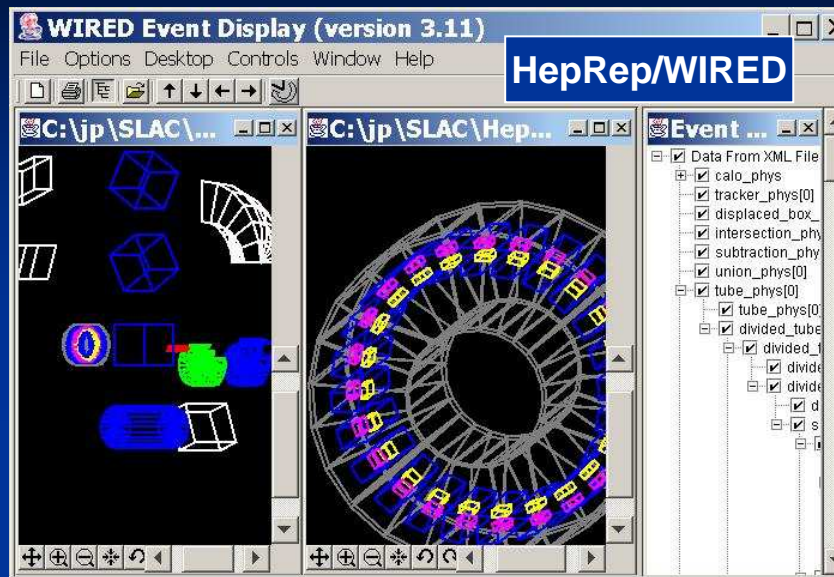 WIRED Event Display (version 3.11)
File Options Desktop Controls Window Help
HepRep/WIRED
C:\jp\SLAC\...
C:\jp\SLAC\Hep...
Event ...
Data From XML File
calo_phys
tracker_phys[0]
displaced_box_
intersection_phy
subtraction_phy
union_phys[0]
tube_phys[0]
tube_phys[0
divided_tube
divided_t
divide
divide
d
s